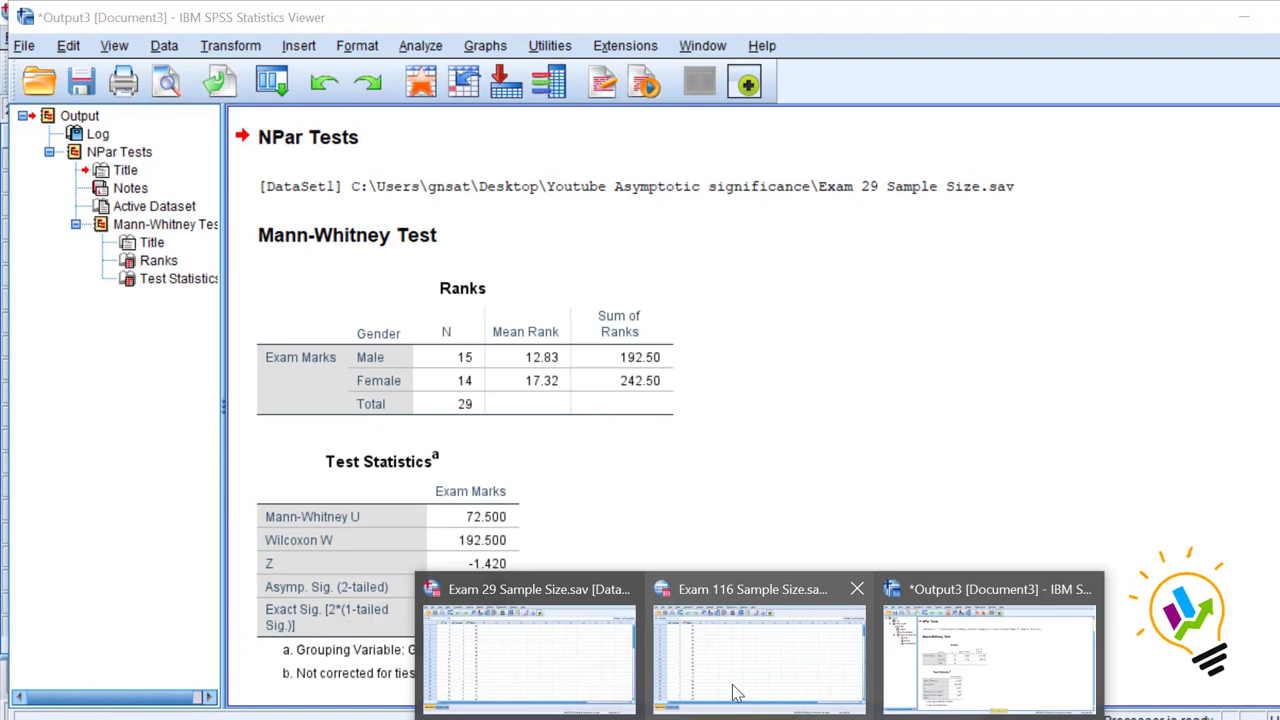 *Output3 [Document3] - IBM SPSS Statistics Viewer
File Edit View Data Transform Insert Format Analyze Graphs Utilities Extensions Window Help
Output
Log
NPar Tests
Title
Notes
Active Dataset
Mann-Whitney Tes
Title
Ranks
Test Statistics
NPar Tests
[DataSet1] C:\Users\gnsat\Desktop\Youtube Asymptotic significance\Exam 29 Sample Size.sav
Mann-Whitney Test
Ranks
Gender N Mean Rank Sum of Ranks
Exam Marks Male 15 12.83 192.50
Female 14 17.32 242.50
Total 29
Test Statistics a
Exam Marks
Mann-Whitney U 72.500
Wilcoxon W 192.500
Z -1.420
Asymp. Sig. (2-tailed)
Exact Sig. [2*(1-tailed
Sig.)]
a. Grouping Variable: G
b. Not corrected for ties
Exam 29 Sample Size.sav [Data...
Exam 116 Sample Size.sa...
*Output3 [Document3] - IBM S...